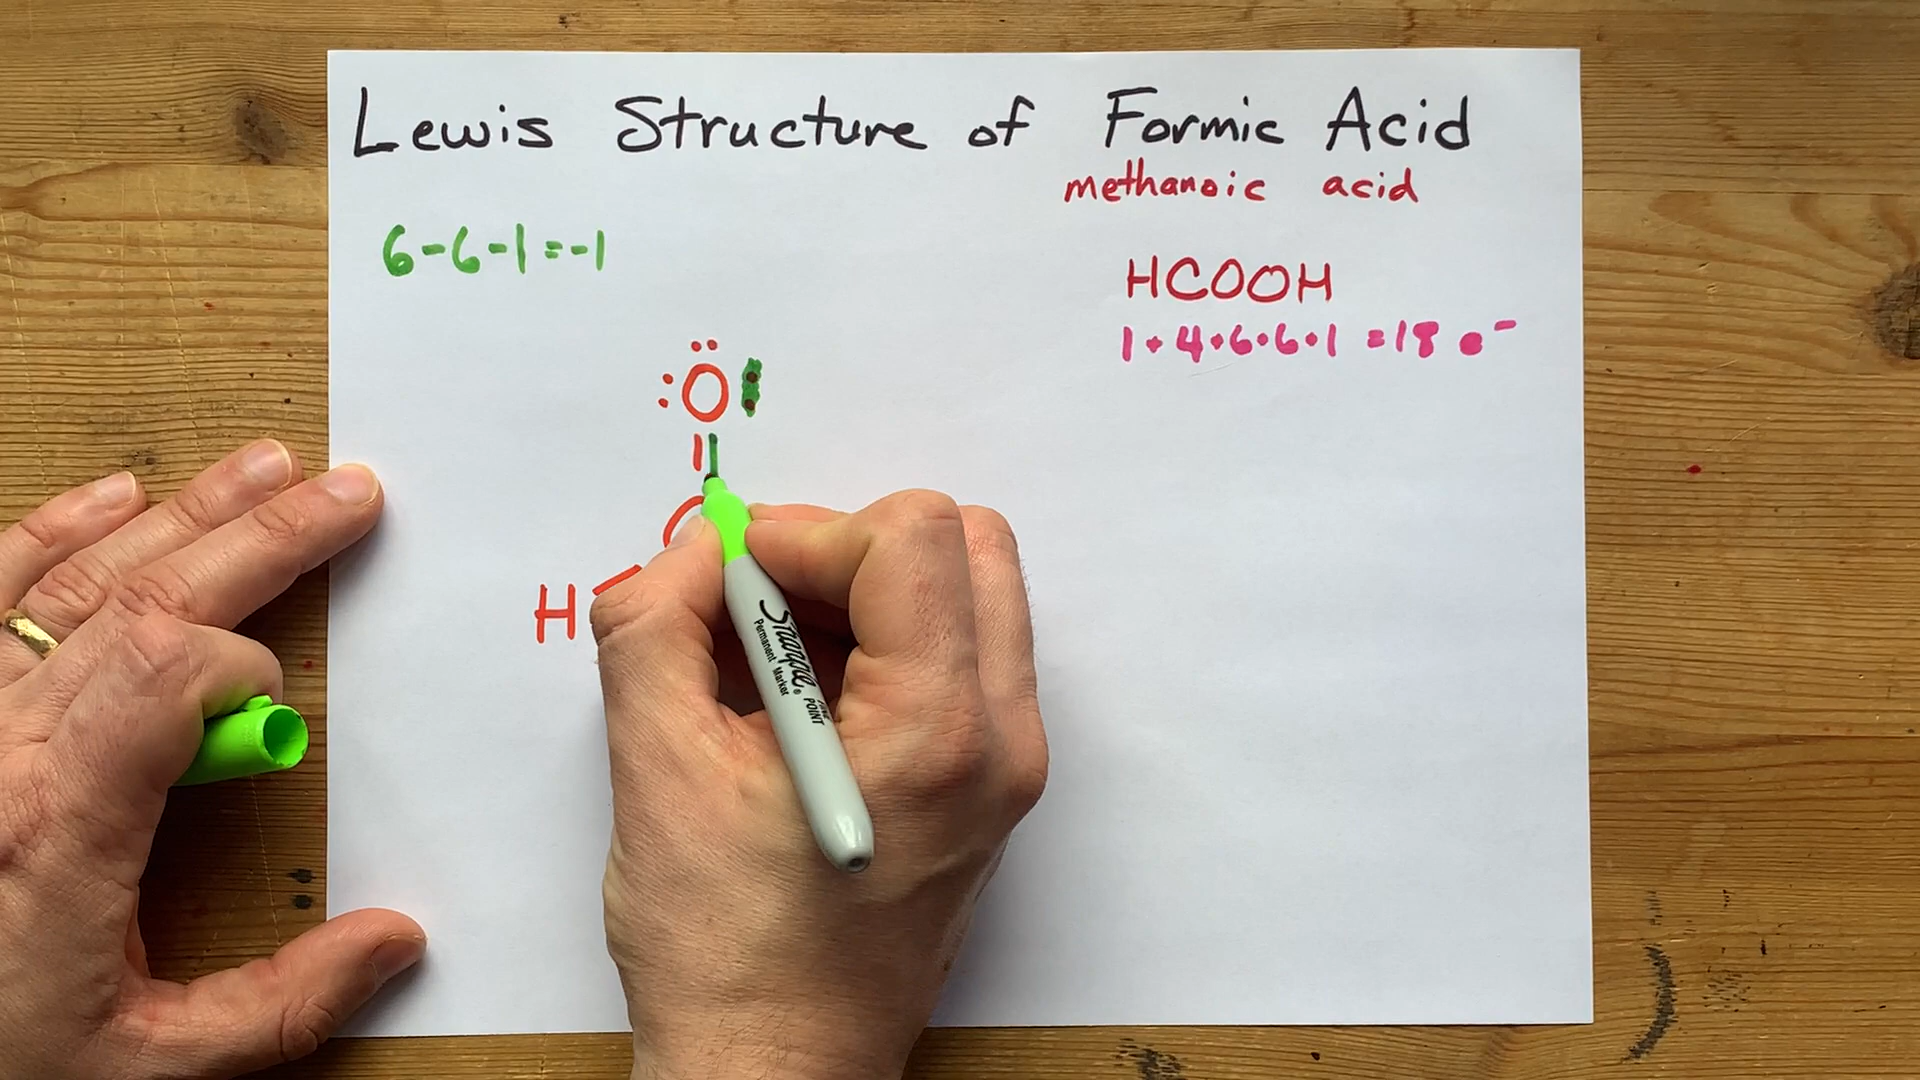 Lewis Structure of Formic Acid
methanoic acid
6-6-1=-1
HCOOH
1+4+6+6+1 =18 e⁻
O
H
Sharpie®
Permanent Marker
FINE
POINT